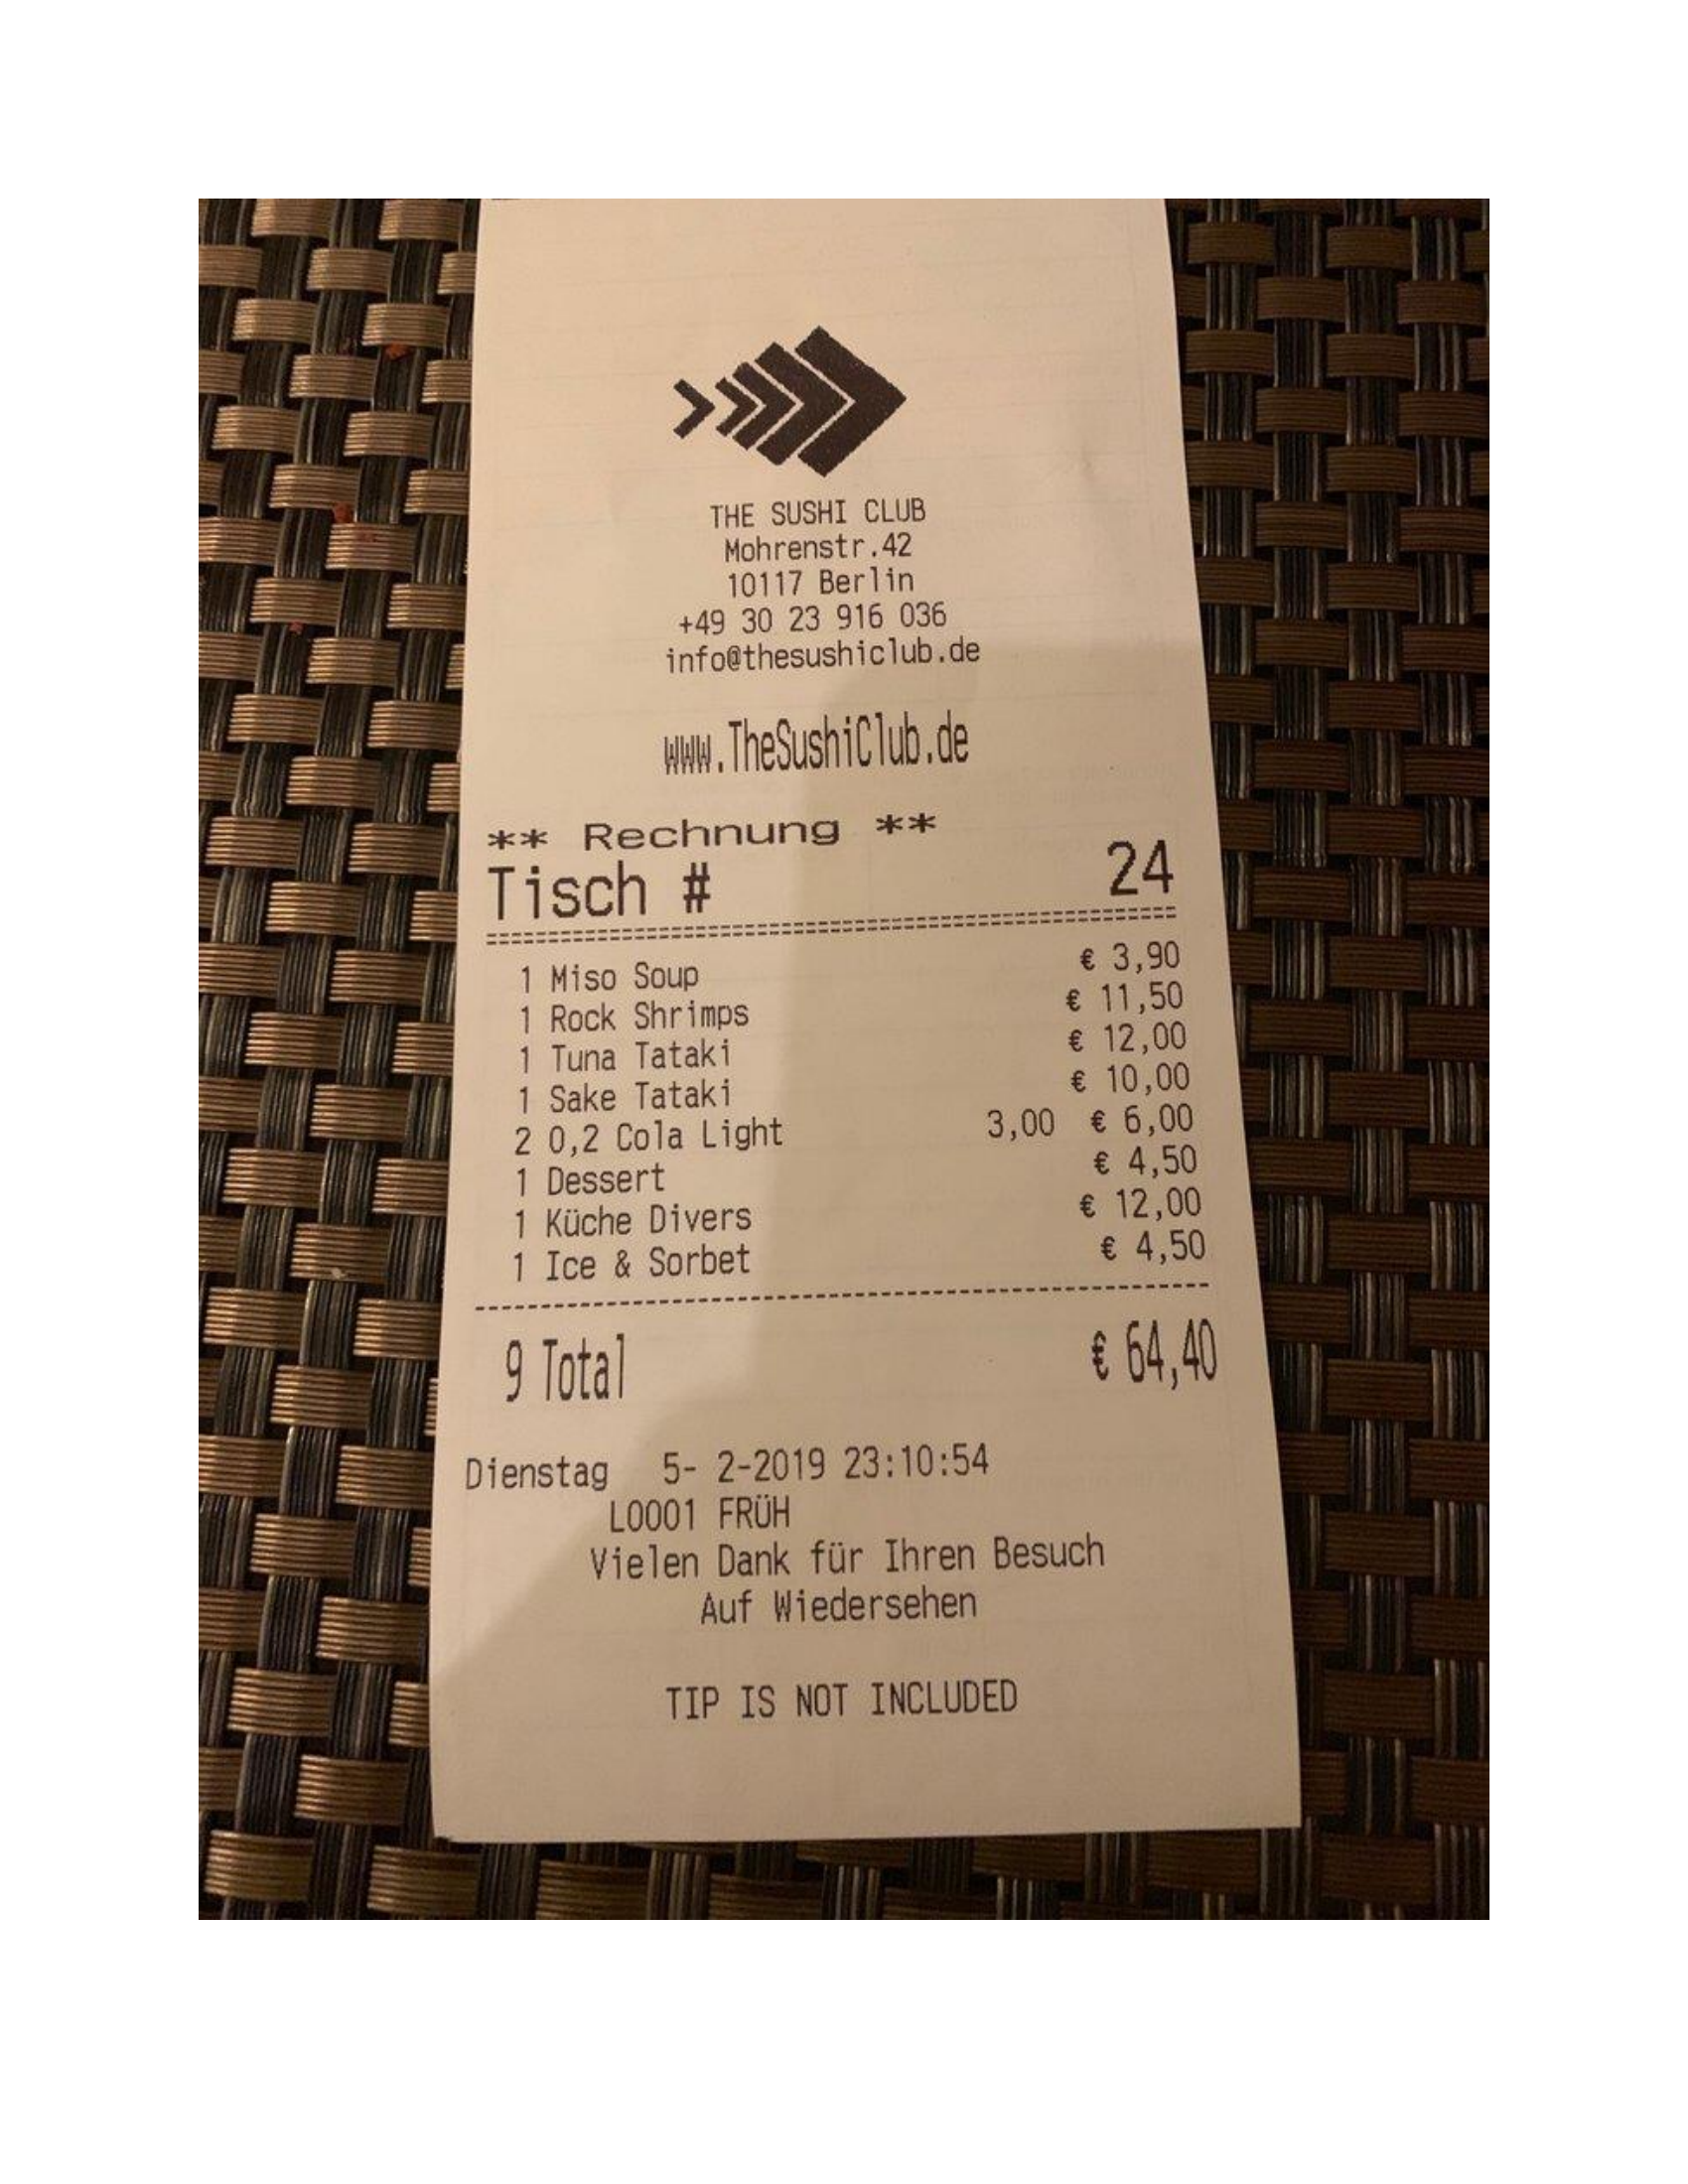 THE SUSHI CLUB
Mohrenstr.42
10117 Berlin
+49 30 23 916 036
info@thesushiclub.de
www.TheSushiClub.de
** Rechnung **
Tisch # 24
=====================================================
1 Miso Soup € 3,90
1 Rock Shrimps € 11,50
1 Tuna Tataki € 12,00
1 Sake Tataki € 10,00
2 0,2 Cola Light 3,00 € 6,00
1 Dessert € 4,50
1 Küche Divers € 12,00
1 Ice & Sorbet € 4,50
-----------------------------------------------------
9 Total € 64,40
Dienstag 5- 2-2019 23:10:54
L0001 FRÜH
Vielen Dank für Ihren Besuch
Auf Wiedersehen
TIP IS NOT INCLUDED